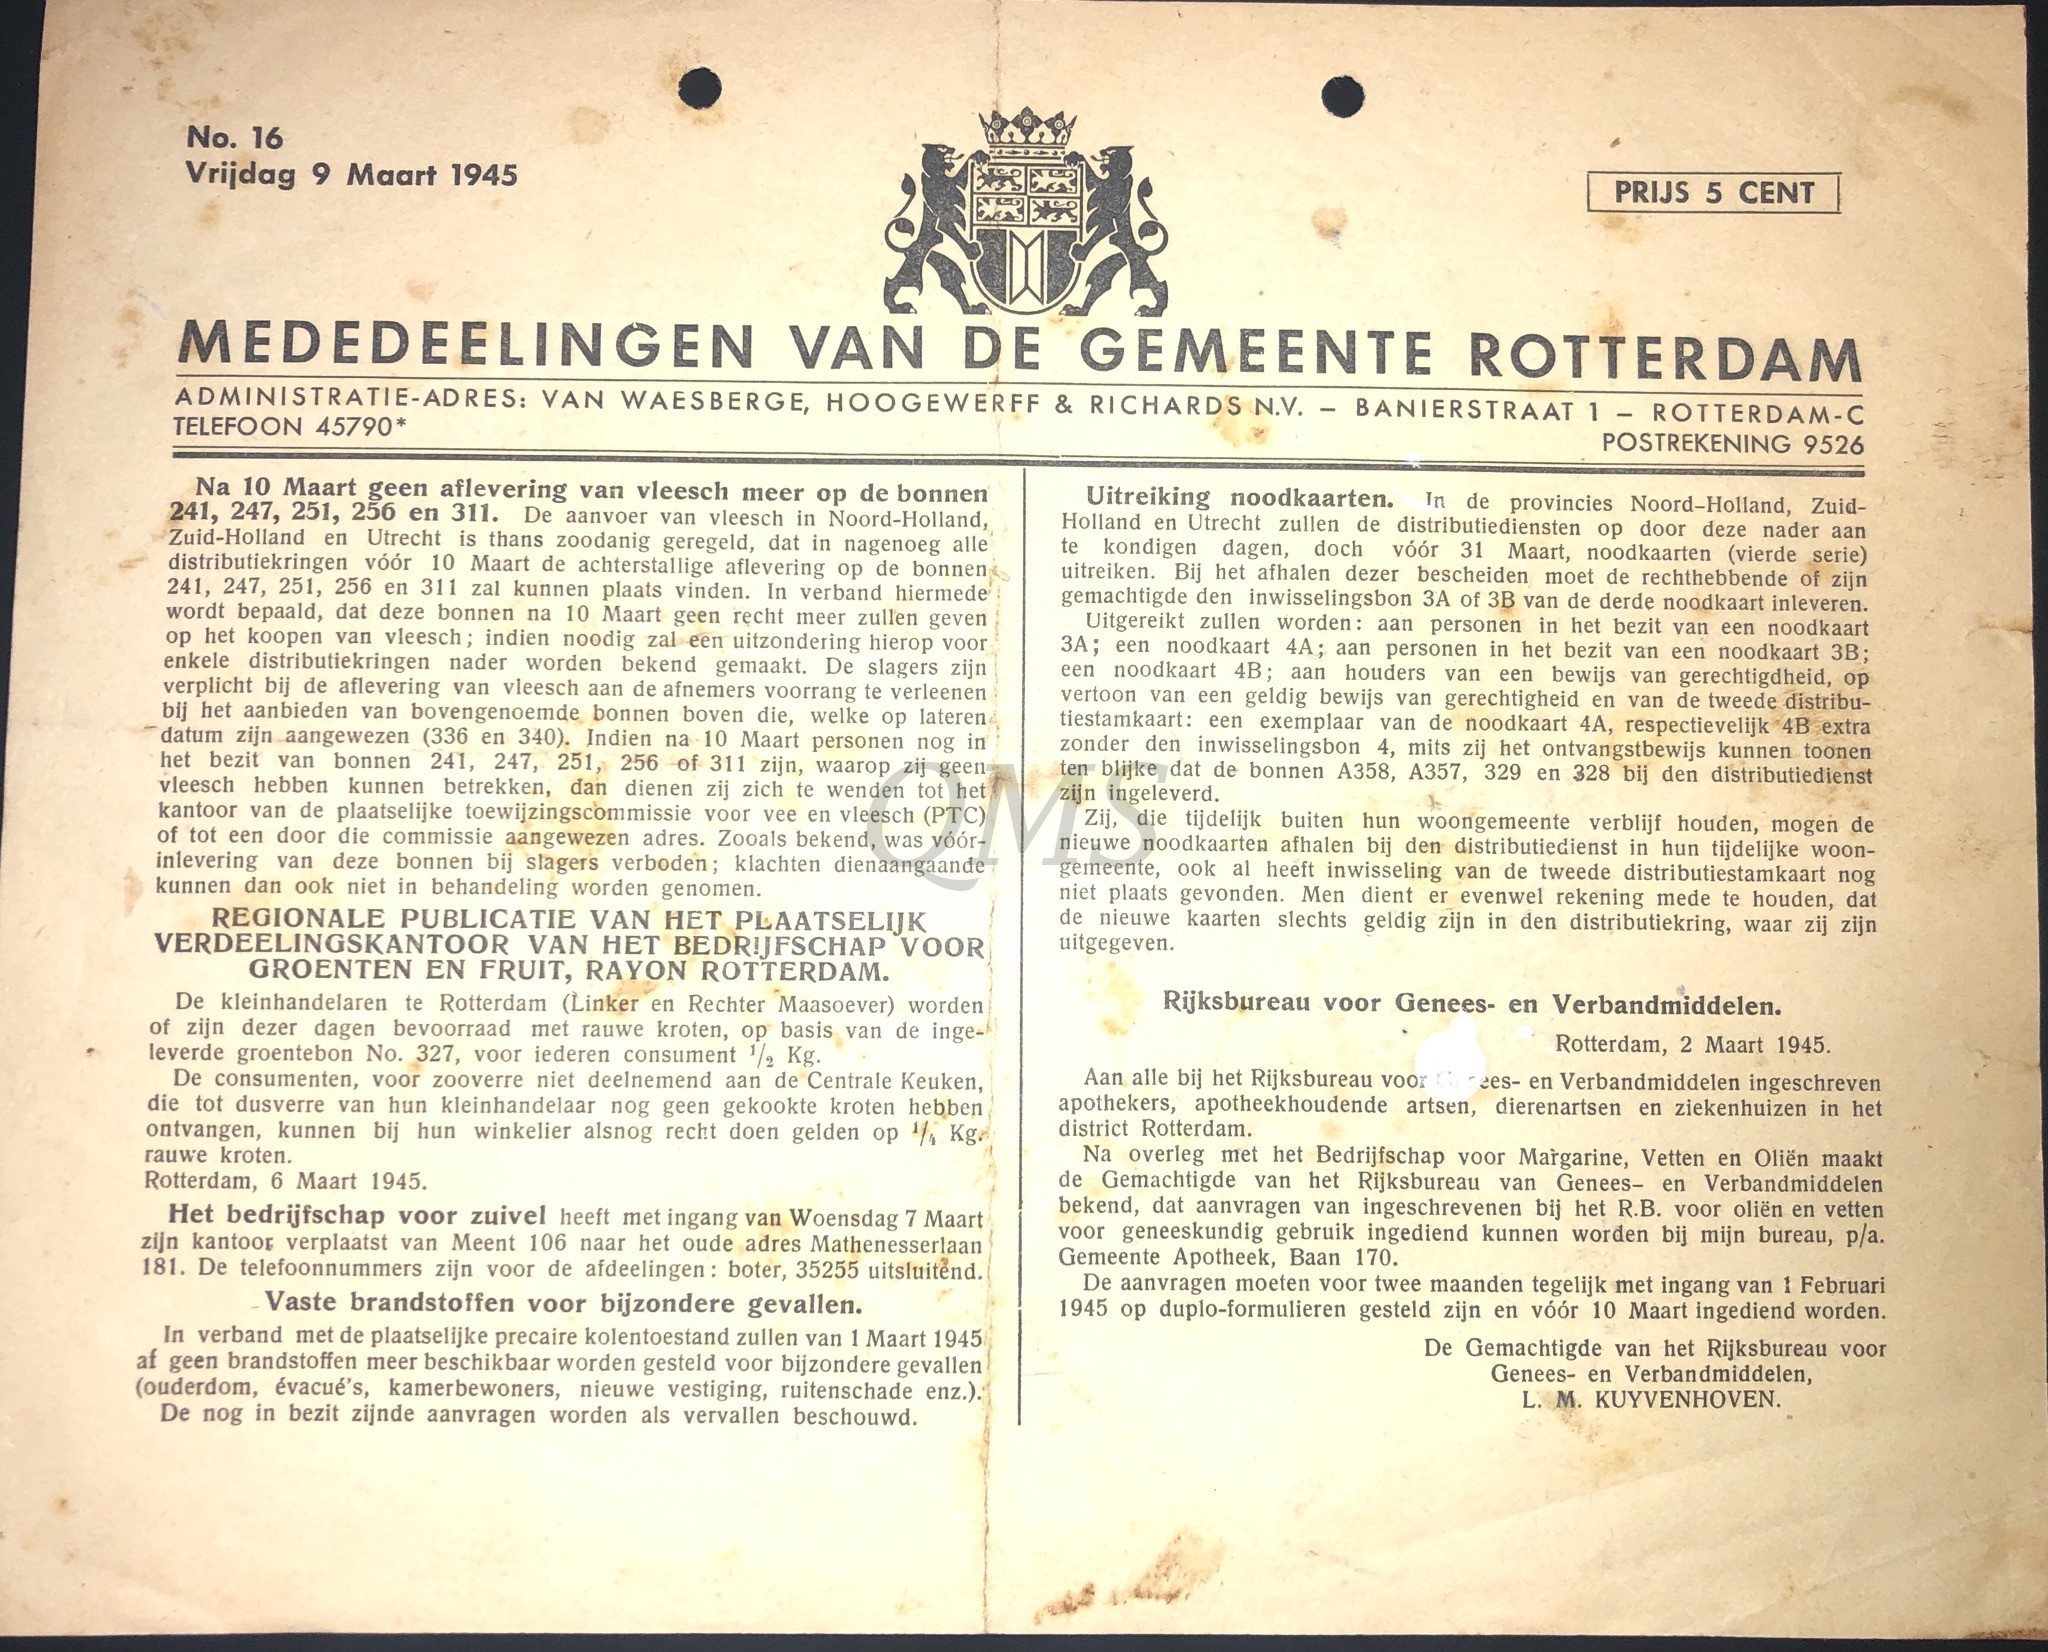 No. 16
Vrijdag 9 Maart 1945
PRIJS 5 CENT
MEDEDEELINGEN VAN DE GEMEENTE ROTTERDAM
ADMINISTRATIE-ADRES: VAN WAESBERGE, HOOGEWERFF & RICHARDS N.V. – BANIERSTRAAT 1 – ROTTERDAM-C
TELEFOON 45790*
POSTREKENING 9526
Na 10 Maart geen aflevering van vleesch meer op de bonnen
241, 247, 251, 256 en 311. De aanvoer van vleesch in Noord-Holland,
Zuid-Holland en Utrecht is thans zoodanig geregeld, dat in nagenoeg alle
distributiekringen vóór 10 Maart de achterstallige aflevering op de bonnen
241, 247, 251, 256 en 311 zal kunnen plaats vinden. In verband hiermede
wordt bepaald, dat deze bonnen na 10 Maart geen recht meer zullen geven
op het koopen van vleesch; indien noodig zal een uitzondering hierop voor
enkele distributiekringen nader worden bekend gemaakt. De slagers zijn
verplicht bij de aflevering van vleesch aan de afnemers voorrang te verleenen
bij het aanbieden van bovengenoemde bonnen boven die, welke op lateren
datum zijn aangewezen (336 en 340). Indien na 10 Maart personen nog in
het bezit van bonnen 241, 247, 251, 256 of 311 zijn, waarop zij geen
vleesch hebben kunnen betrekken, dan dienen zij zich te wenden tot het
kantoor van de plaatselijke toewijzingscommissie voor vee en vleesch (PTC)
of tot een door die commissie aangewezen adres. Zooals bekend, was vóór-
inlevering van deze bonnen bij slagers verboden; klachten dienaangaande
kunnen dan ook niet in behandeling worden genomen.
REGIONALE PUBLICATIE VAN HET PLAATSELIJK
VERDEELINGSKANTOOR VAN HET BEDRIJFSCHAP VOOR
GROENTEN EN FRUIT, RAYON ROTTERDAM.
De kleinhandelaren te Rotterdam (Linker en Rechter Maasoever) worden
of zijn dezer dagen bevoorraad met rauwe kroten, op basis van de inge-
leverde groentebon No. 327, voor iederen consument 1/2 Kg.
De consumenten, voor zooverre niet deelnemend aan de Centrale Keuken,
die tot dusverre van hun kleinhandelaar nog geen gekookte kroten hebben
ontvangen, kunnen bij hun winkelier alsnog recht doen gelden op 1/4 Kg.
rauwe kroten.
Rotterdam, 6 Maart 1945.
Het bedrijfschap voor zuivel heeft met ingang van Woensdag 7 Maart
zijn kantoor verplaatst van Meent 106 naar het oude adres Mathenesserlaan
181. De telefoonnummers zijn voor de afdeelingen: boter, 35255 uitsluitend.
Vaste brandstoffen voor bijzondere gevallen.
In verband met de plaatselijke precaire kolentoestand zullen van 1 Maart 1945
af geen brandstoffen meer beschikbaar worden gesteld voor bijzondere gevallen
(ouderdom, évacué's, kamerbewoners, nieuwe vestiging, ruitenschade enz.).
De nog in bezit zijnde aanvragen worden als vervallen beschouwd.
Uitreiking noodkaarten. In de provincies Noord-Holland, Zuid-
Holland en Utrecht zullen de distributiediensten op door deze nader aan
te kondigen dagen, doch vóór 31 Maart, noodkaarten (vierde serie)
uitreiken. Bij het afhalen dezer bescheiden moet de rechthebbende of zijn
gemachtigde den inwisselingsbon 3A of 3B van de derde noodkaart inleveren.
Uitgereikt zullen worden: aan personen in het bezit van een noodkaart
3A; een noodkaart 4A; aan personen in het bezit van een noodkaart 3B;
een noodkaart 4B; aan houders van een bewijs van gerechtigdheid, op
vertoon van een geldig bewijs van gerechtigheid en van de tweede distribu-
tiestamkaart: een exemplaar van de noodkaart 4A, respectievelijk 4B extra
zonder den inwisselingsbon 4, mits zij het ontvangstbewijs kunnen toonen
ten blijke dat de bonnen A358, A357, 329 en 328 bij den distributiedienst
zijn ingeleverd.
Zij, die tijdelijk buiten hun woongemeente verblijf houden, mogen de
nieuwe noodkaarten afhalen bij den distributiedienst in hun tijdelijke woon-
gemeente, ook al heeft inwisseling van de tweede distributiestamkaart nog
niet plaats gevonden. Men dient er evenwel rekening mede te houden, dat
de nieuwe kaarten slechts geldig zijn in den distributiekring, waar zij zijn
uitgegeven.
Rijksbureau voor Genees- en Verbandmiddelen.
Rotterdam, 2 Maart 1945.
Aan alle bij het Rijksbureau voor Genees- en Verbandmiddelen ingeschreven
apothekers, apotheekhoudende artsen, dierenartsen en ziekenhuizen in het
district Rotterdam.
Na overleg met het Bedrijfschap voor Margarine, Vetten en Oliën maakt
de Gemachtigde van het Rijksbureau van Genees- en Verbandmiddelen
bekend, dat aanvragen van ingeschrevenen bij het R.B. voor oliën en vetten
voor geneeskundig gebruik ingediend kunnen worden bij mijn bureau, p/a.
Gemeente Apotheek, Baan 170.
De aanvragen moeten voor twee maanden tegelijk met ingang van 1 Februari
1945 op duplo-formulieren gesteld zijn en vóór 10 Maart ingediend worden.
De Gemachtigde van het Rijksbureau voor
Genees- en Verbandmiddelen,
L. M. KUYVENHOVEN.
QMS